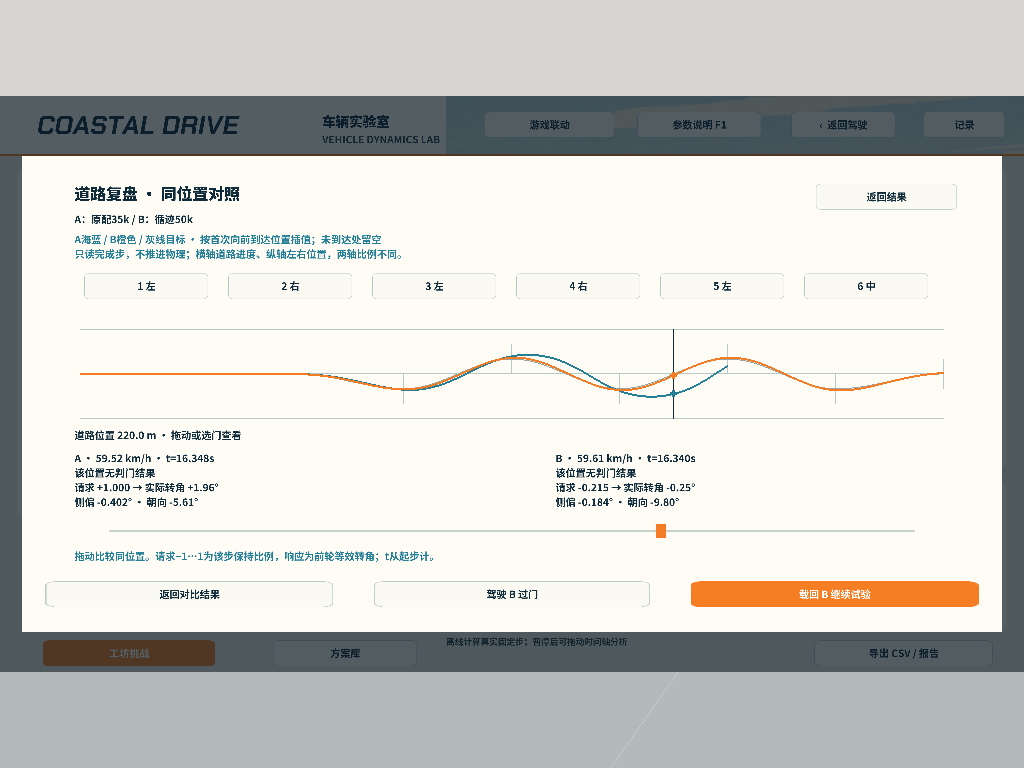 COASTAL DRIVE
车辆实验室
VEHICLE DYNAMICS LAB
游戏联动
参数说明 F1
‹ 返回驾驶
记录
道路复盘 · 同位置对照
返回结果
A：原配35k / B：循迹50k
A海蓝 / B橙色 / 灰线目标 · 按首次向前到达位置插值；未到达处留空
只读完成步，不推进物理；横轴道路进度、纵轴左右位置，两轴比例不同。
1 左
2 右
3 左
4 右
5 左
6 中
道路位置 220.0 m · 拖动或选门查看
A · 59.52 km/h · t=16.348s
该位置无判门结果
请求 +1.000 → 实际转角 +1.96°
侧偏 -0.402° · 朝向 -5.61°
B · 59.61 km/h · t=16.340s
该位置无判门结果
请求 -0.215 → 实际转角 -0.25°
侧偏 -0.184° · 朝向 -9.80°
拖动比较同位置。请求−1…1为该步保持比例，响应为前轮等效转角；t从起步计。
返回对比结果
驾驶 B 过门
载回 B 继续试验
离线计算真实固定步；暂停后可拖动时间轴分析
工坊挑战
方案库
导出 CSV / 报告